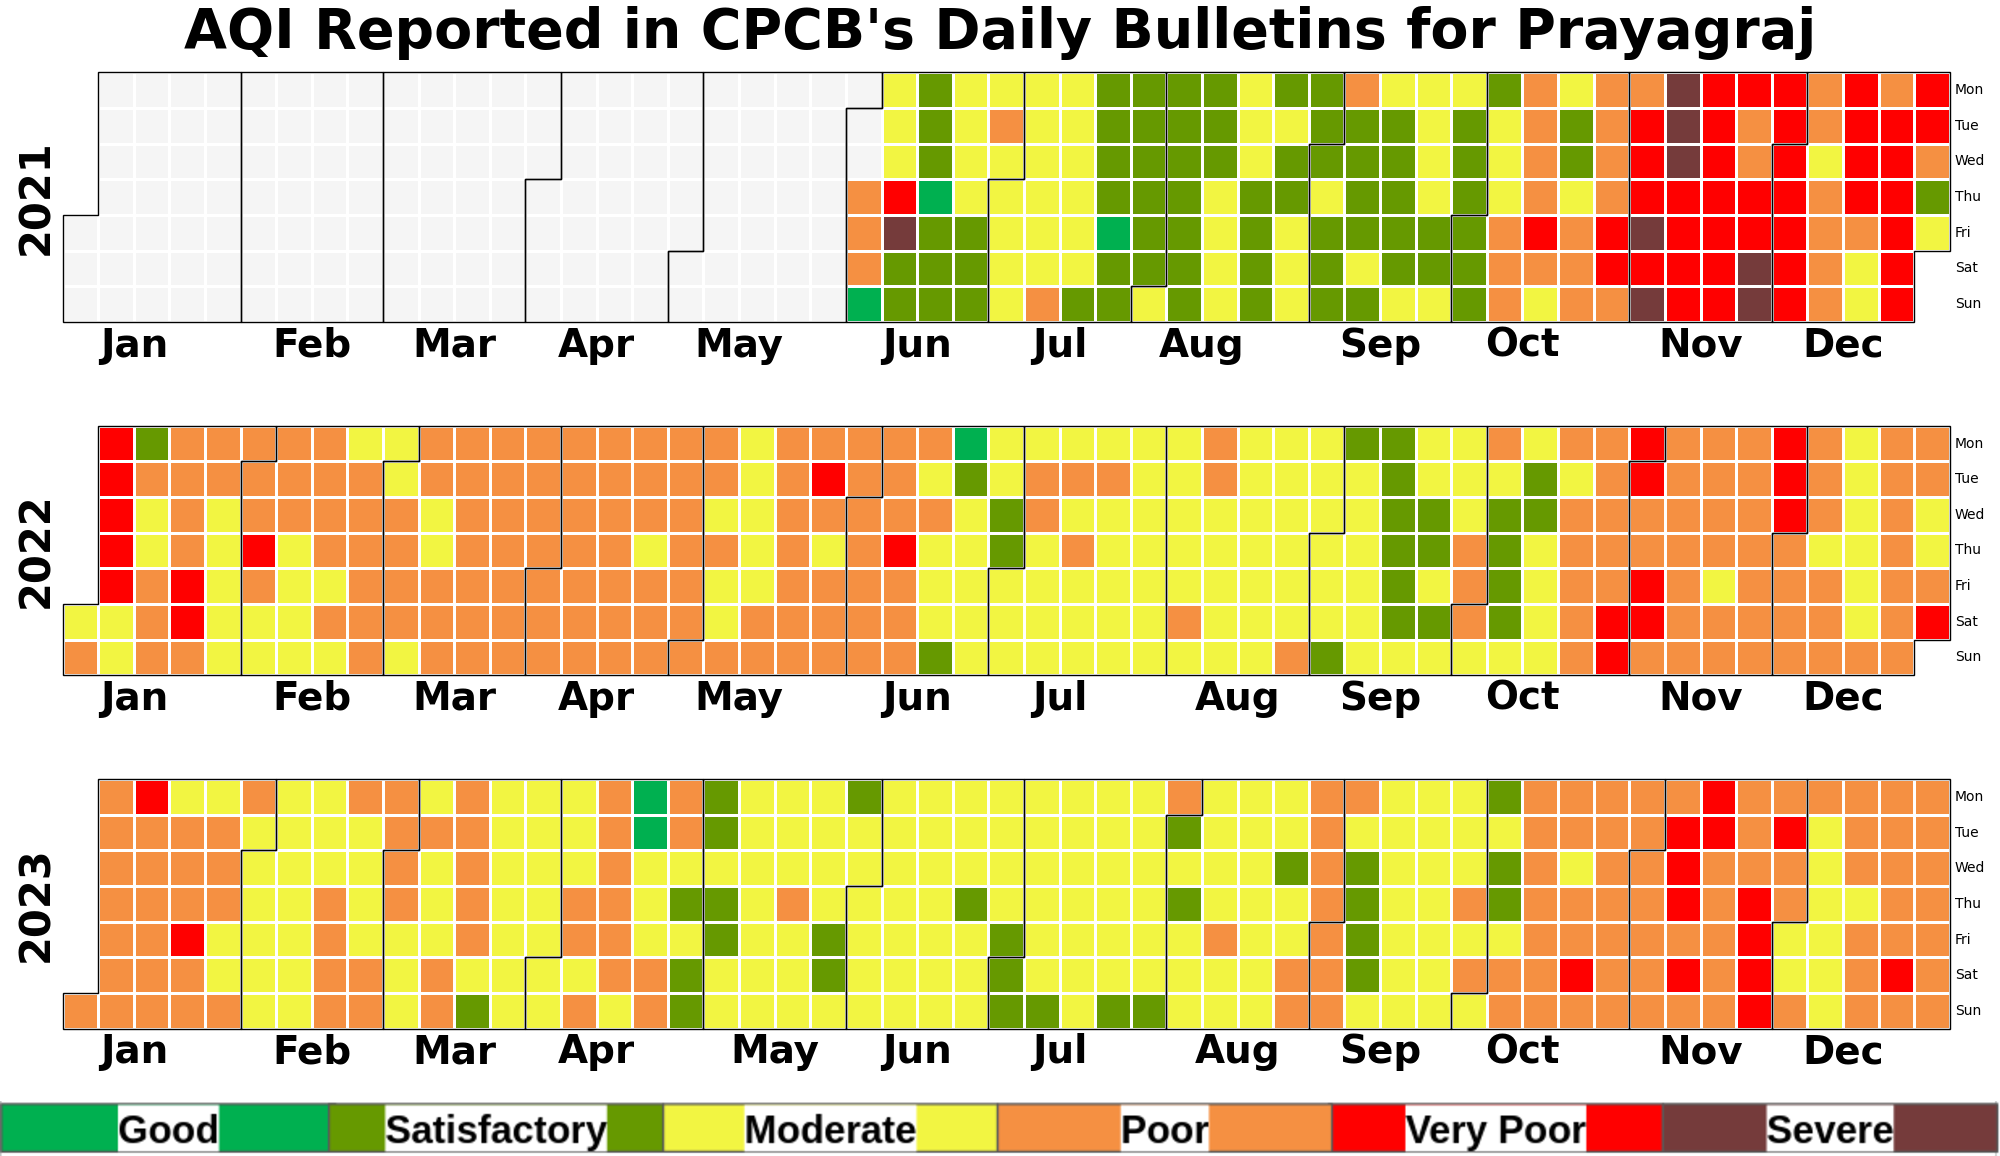 AQI Reported in CPCB's Daily Bulletins for Prayagraj
2021
Mon
Tue
Wed
Thu
Fri
Sat
Sun
Jan Feb Mar Apr May Jun Jul Aug Sep Oct Nov Dec
2022
Mon
Tue
Wed
Thu
Fri
Sat
Sun
Jan Feb Mar Apr May Jun Jul Aug Sep Oct Nov Dec
2023
Mon
Tue
Wed
Thu
Fri
Sat
Sun
Jan Feb Mar Apr May Jun Jul Aug Sep Oct Nov Dec
Good Satisfactory Moderate Poor Very Poor Severe